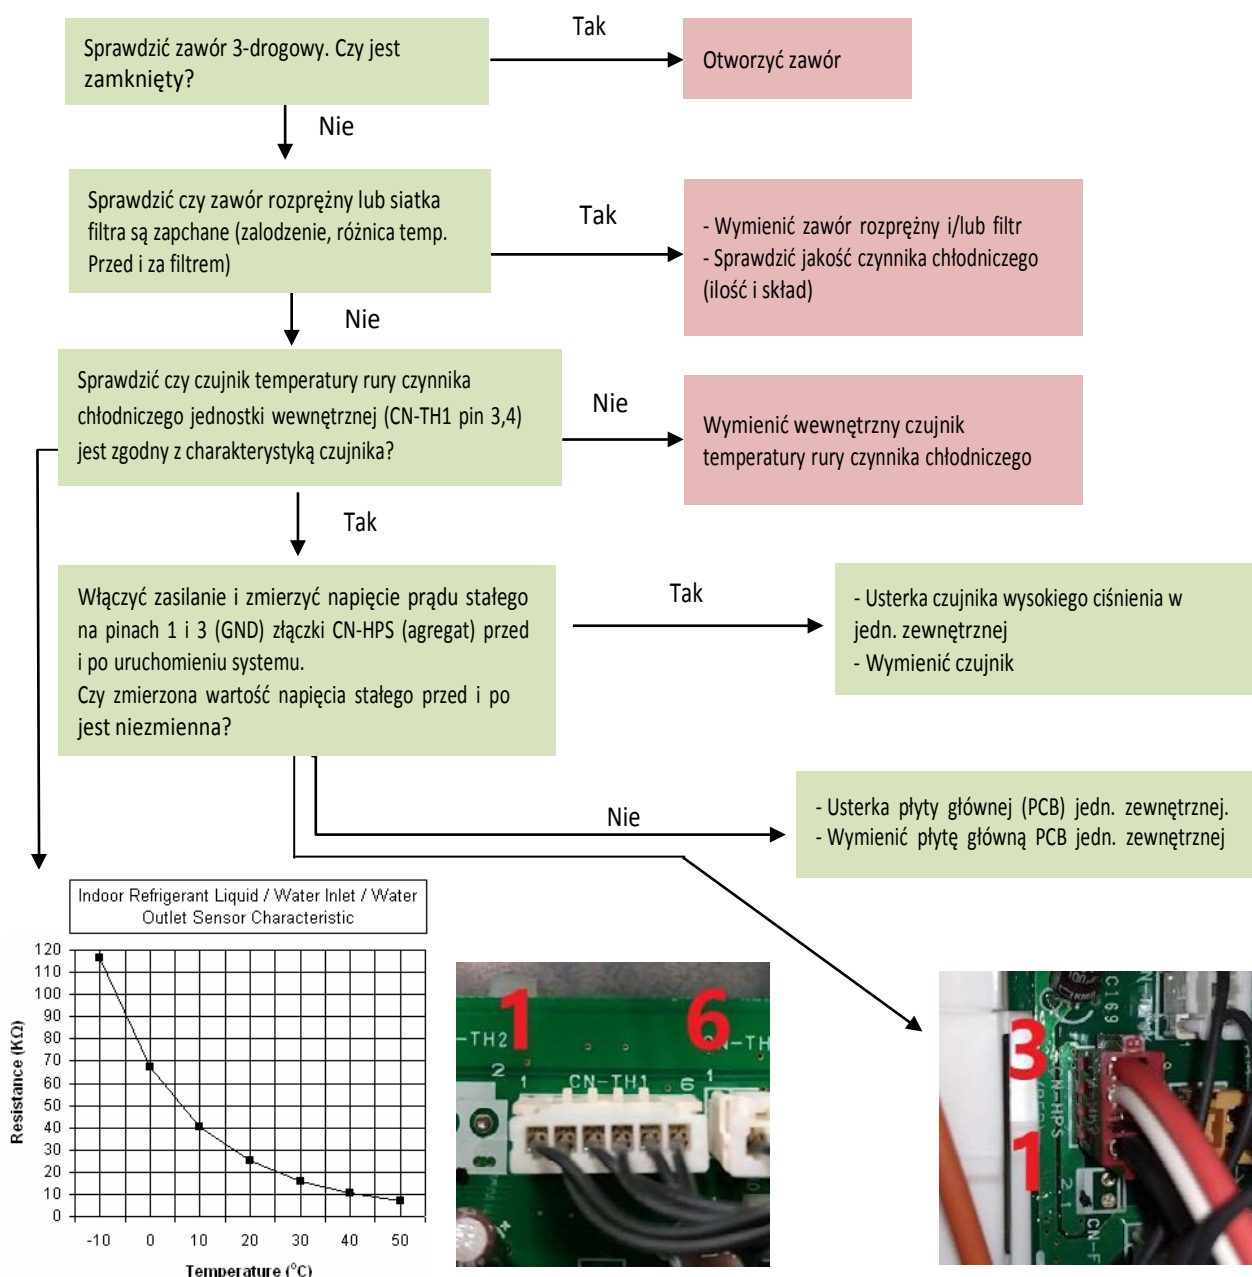 Sprawdzić zawór 3-drogowy. Czy jest
zamknięty?
Tak
Otworzyć zawór
Nie
Sprawdzić czy zawór rozprężny lub siatka
filtra są zapchane (zalodzenie, różnica temp.
Przed i za filtrem)
Tak
- Wymienić zawór rozprężny i/lub filtr
- Sprawdzić jakość czynnika chłodniczego
(ilość i skład)
Nie
Sprawdzić czy czujnik temperatury rury czynnika
chłodniczego jednostki wewnętrznej (CN-TH1 pin 3,4)
jest zgodny z charakterystyką czujnika?
Nie
Wymienić wewnętrzny czujnik
temperatury rury czynnika chłodniczego
Tak
Włączyć zasilanie i zmierzyć napięcie prądu stałego
na pinach 1 i 3 (GND) złączki CN-HPS (agregat) przed
i po uruchomieniu systemu.
Czy zmierzona wartość napięcia stałego przed i po
jest niezmienna?
Tak
- Usterka czujnika wysokiego ciśnienia w
jedn. zewnętrznej
- Wymienić czujnik
Nie
- Usterka płyty głównej (PCB) jedn. zewnętrznej.
- Wymienić płytę główną PCB jedn. zewnętrznej
Indoor Refrigerant Liquid / Water Inlet / Water
Outlet Sensor Characteristic
Resistance (KΩ)
120
110
100
90
80
70
60
50
40
30
20
10
0
-10 0 10 20 30 40 50
Temperature (°C)
1 6
-TH2
CN-TH
2 1 CN-TH1 6 1
C169
3
CN-HPS
1
2 1
CN-F